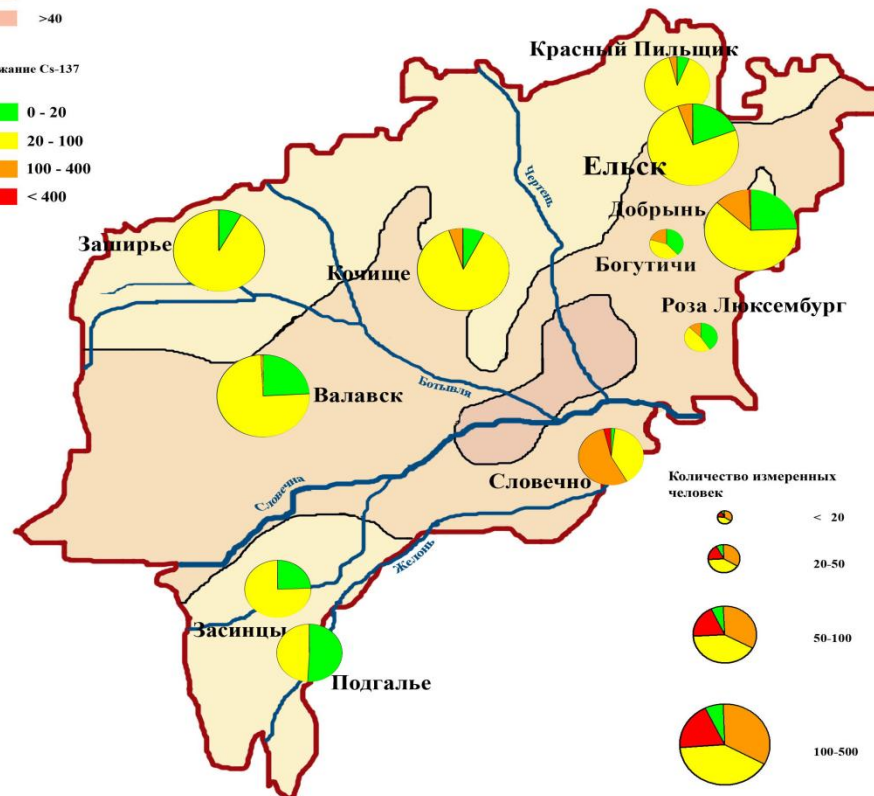 >40
жание Cs-137
0 - 20
20 - 100
100 - 400
< 400
Красный Пильщик
Ельск
Чертень
Добрынь
Заширье
Кочище
Богутичи
Роза Люксембург
Ботывля
Валавск
Словечна
Словечно
Желонь
Засинцы
Подгалье
Количество измеренных
человек
< 20
20-50
50-100
100-500